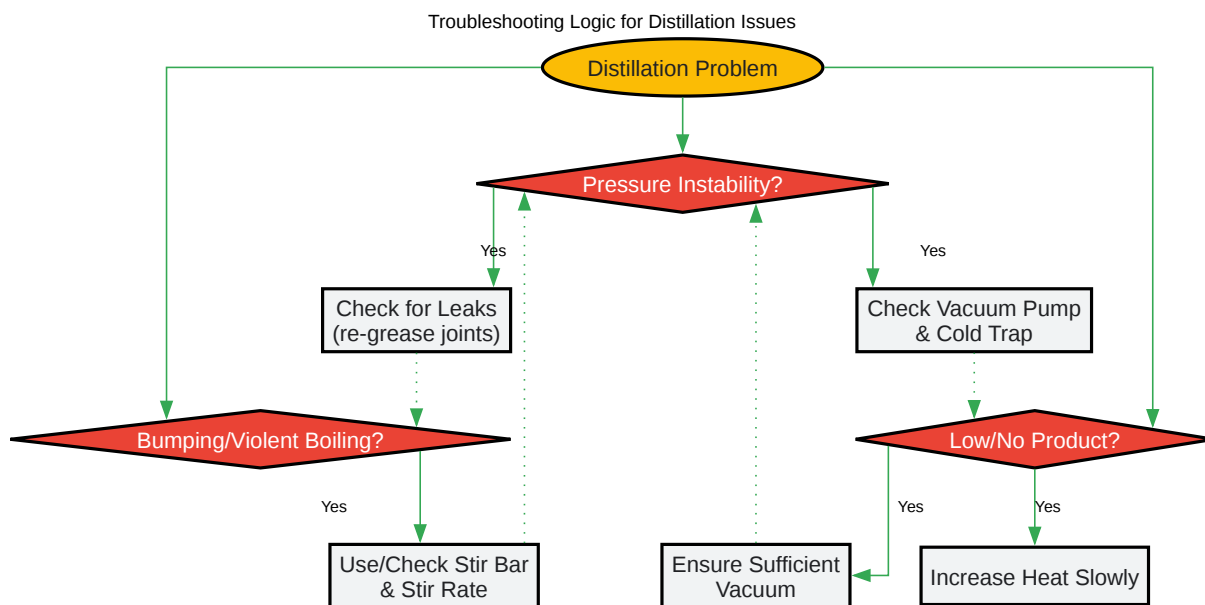 Troubleshooting Logic for Distillation Issues
Distillation Problem
Pressure Instability?
Yes
Yes
Check for Leaks
(re-grease joints)
Check Vacuum Pump
& Cold Trap
Bumping/Violent Boiling?
Low/No Product?
Yes
Yes
Yes
Use/Check Stir Bar
& Stir Rate
Ensure Sufficient
Vacuum
Increase Heat Slowly